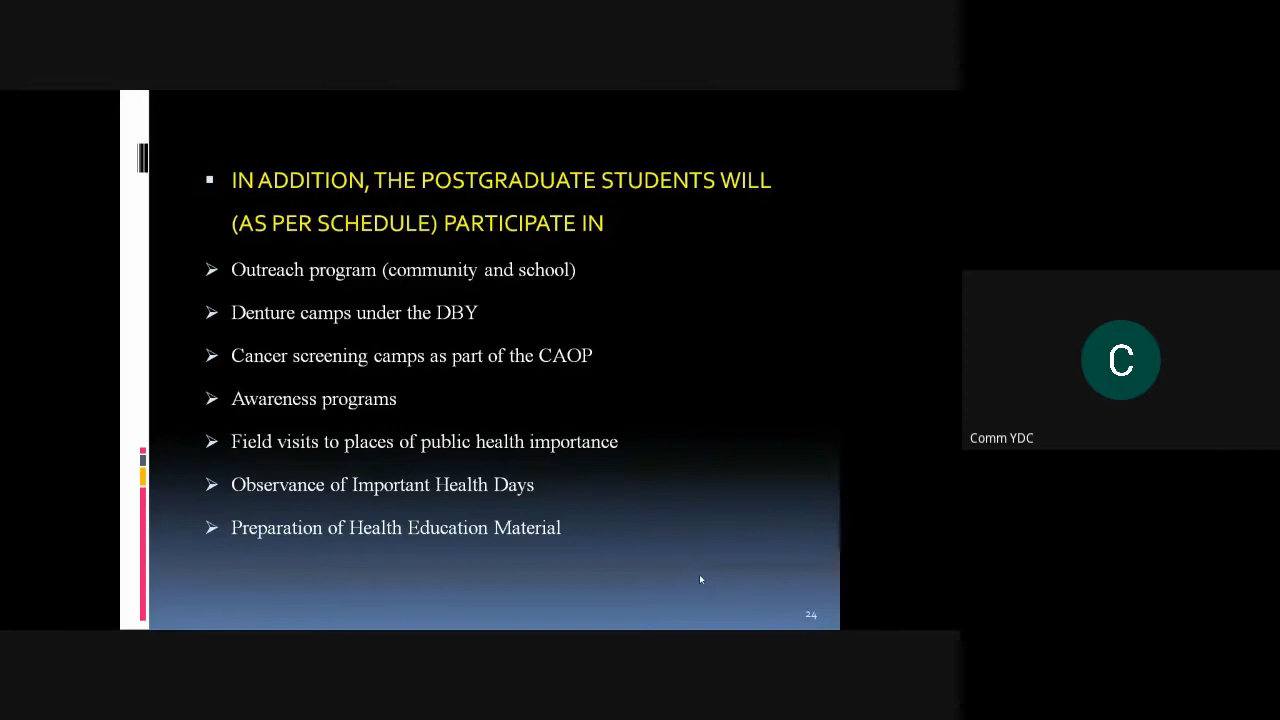 IN ADDITION, THE POSTGRADUATE STUDENTS WILL
(AS PER SCHEDULE) PARTICIPATE IN
Outreach program (community and school)
Denture camps under the DBY
Cancer screening camps as part of the CAOP
Awareness programs
Field visits to places of public health importance
Observance of Important Health Days
Preparation of Health Education Material
24
C
Comm YDC